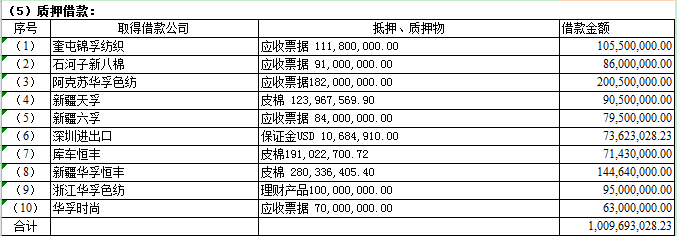 （5）质押借款：
序号 取得借款公司 抵押、质押物 借款金额
（1） 奎屯锦孚纺织 应收票据 111,800,000.00 105,500,000.00
（2） 石河子新八棉 应收票据 91,000,000.00 86,000,000.00
（3） 阿克苏华孚色纺 应收票据182,000,000.00 200,500,000.00
（4） 新疆天孚 皮棉 123,967,569.90 90,500,000.00
（5） 新疆六孚 应收票据 84,000,000.00 79,500,000.00
（6） 深圳进出口 保证金USD 10,684,910.00 73,623,028.23
（7） 库车恒丰 皮棉191,022,700.72 71,430,000.00
（8） 新疆华孚恒丰 皮棉 280,336,405.40 144,640,000.00
（9） 浙江华孚色纺 理财产品100,000,000.00 95,000,000.00
（10） 华孚时尚 应收票据 70,000,000.00 63,000,000.00
合计 1,009,693,028.23